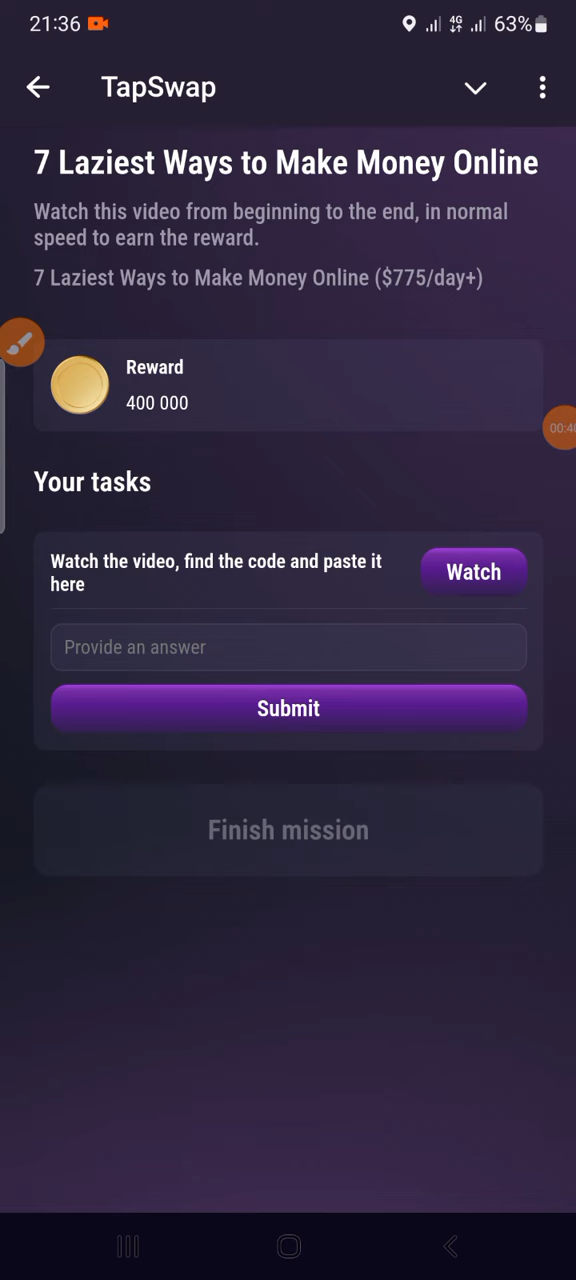 21:36 4G 63%
TapSwap
7 Laziest Ways to Make Money Online
Watch this video from beginning to the end, in normal
speed to earn the reward.
7 Laziest Ways to Make Money Online ($775/day+)
Reward
400 000
00:40
Your tasks
Watch the video, find the code and paste it
here
Watch
Provide an answer
Submit
Finish mission